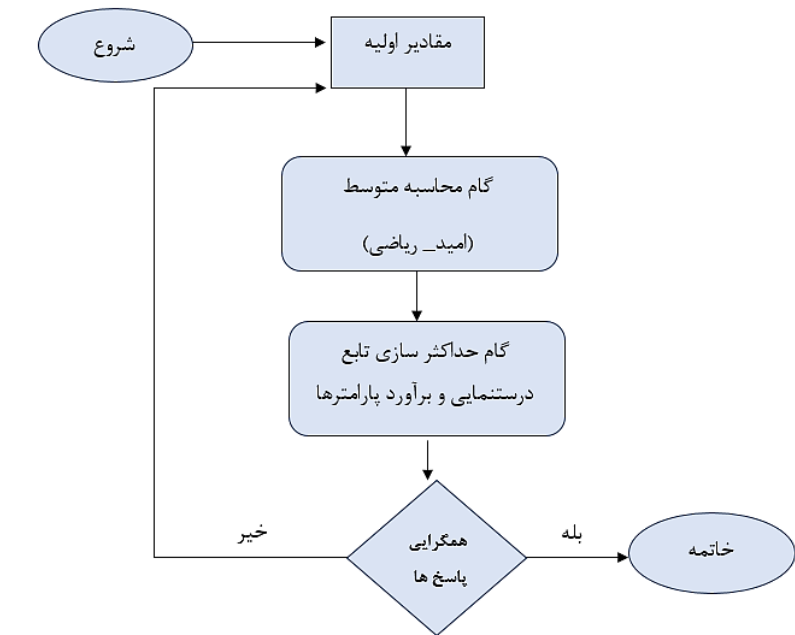 شروع
مقادیر اولیه
گام محاسبه متوسط
(امید_ ریاضی)
گام حداکثر سازی تابع
درستنمایی و برآورد پارامترها
همگرایی
پاسخ ها
خیر
بله
خاتمه